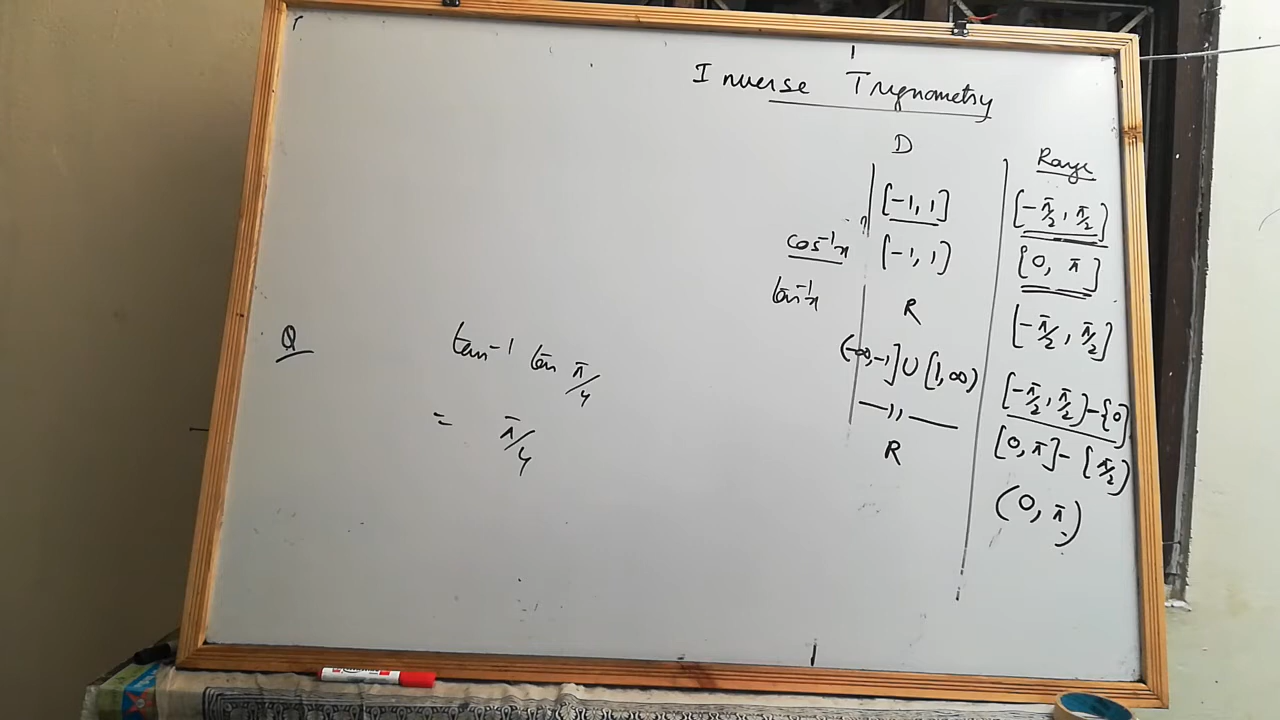 Inverse Trignometry
D Range
[-1, 1] [-π/2, π/2]
cos⁻¹x [-1, 1] [0, π]
tan⁻¹x R [-π/2, π/2]
(-∞, -1] ∪ [1, ∞) [-π/2, π/2] - {0}
—ıı— [0, π] - {π/2}
R (0, π)
Q tan⁻¹ tan π/4
= π/4